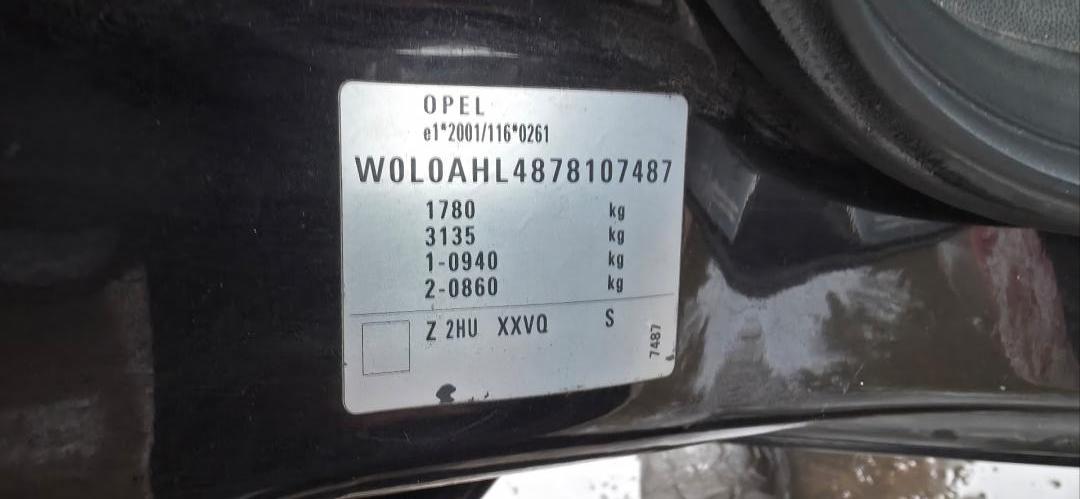 OPEL
e1*2001/116*0261
W0L0AHL4878107487
1780 kg
3135 kg
1-0940 kg
2-0860 kg
Z 2HU XXVQ S
7487